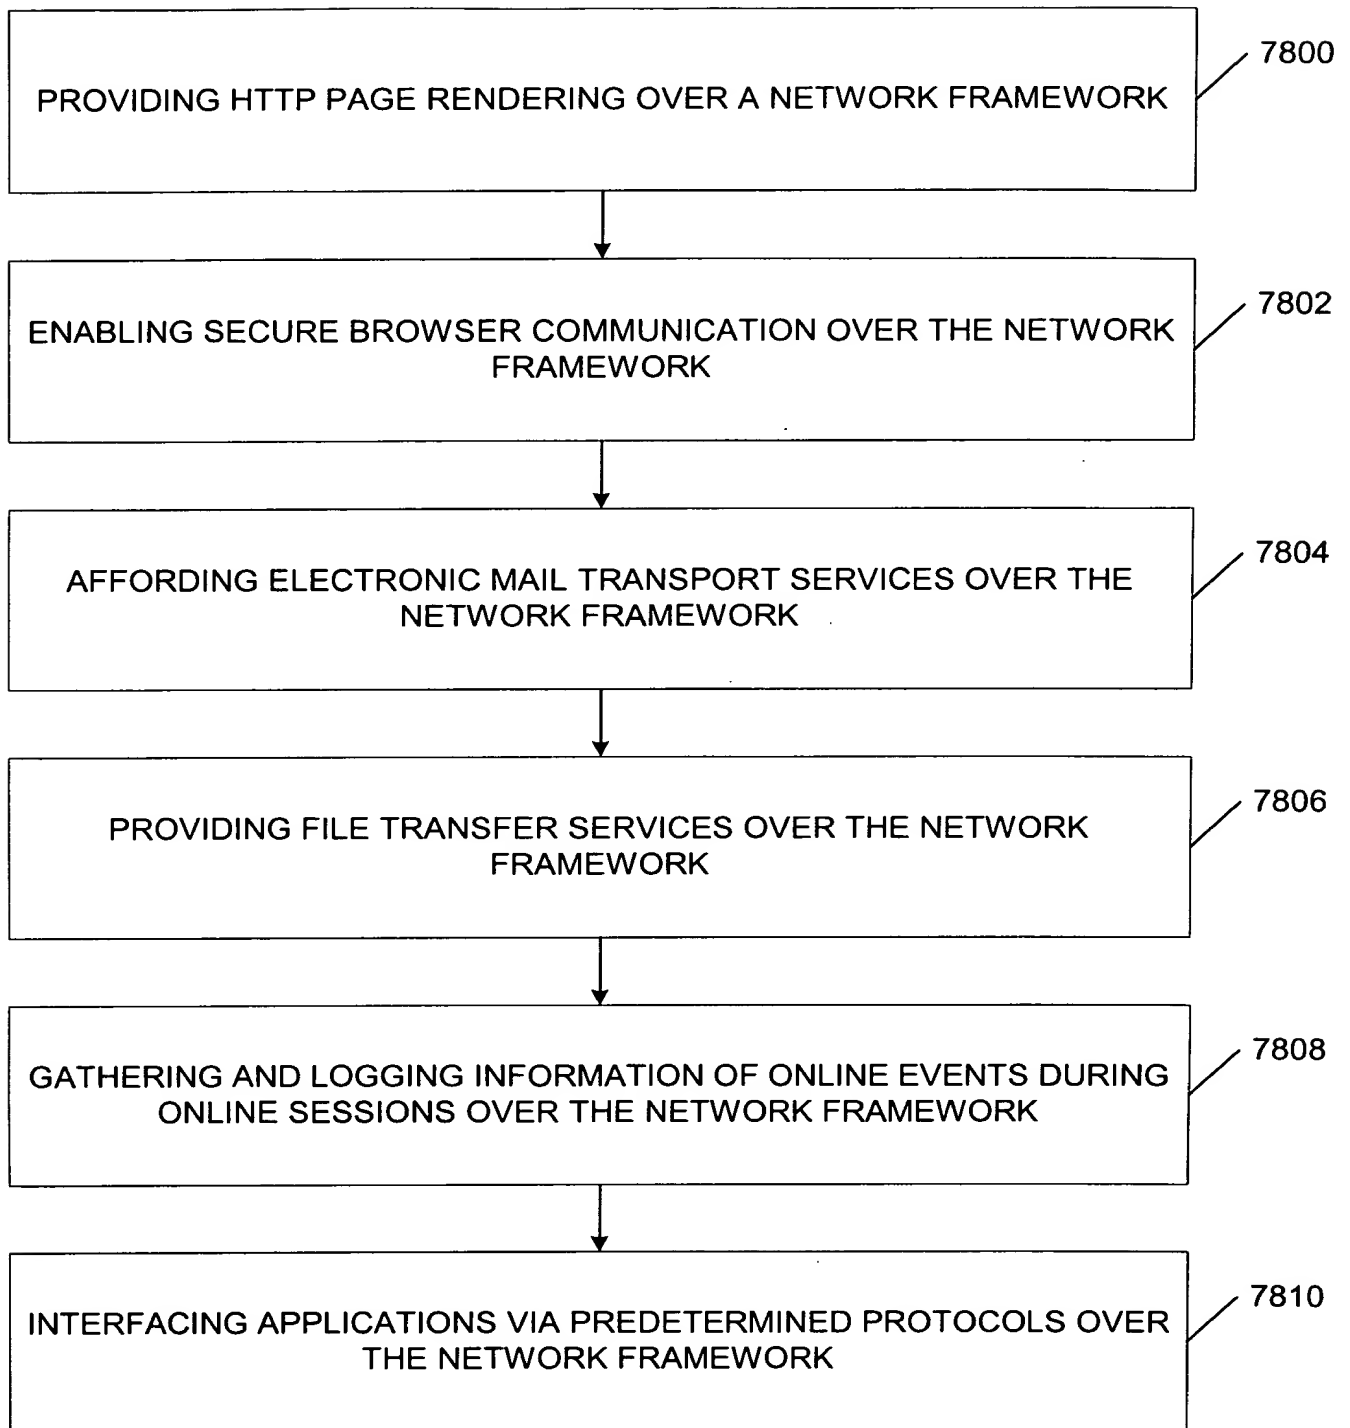 7800
PROVIDING HTTP PAGE RENDERING OVER A NETWORK FRAMEWORK
7802
ENABLING SECURE BROWSER COMMUNICATION OVER THE NETWORK
FRAMEWORK
7804
AFFORDING ELECTRONIC MAIL TRANSPORT SERVICES OVER THE
NETWORK FRAMEWORK
7806
PROVIDING FILE TRANSFER SERVICES OVER THE NETWORK
FRAMEWORK
7808
GATHERING AND LOGGING INFORMATION OF ONLINE EVENTS DURING
ONLINE SESSIONS OVER THE NETWORK FRAMEWORK
7810
INTERFACING APPLICATIONS VIA PREDETERMINED PROTOCOLS OVER
THE NETWORK FRAMEWORK